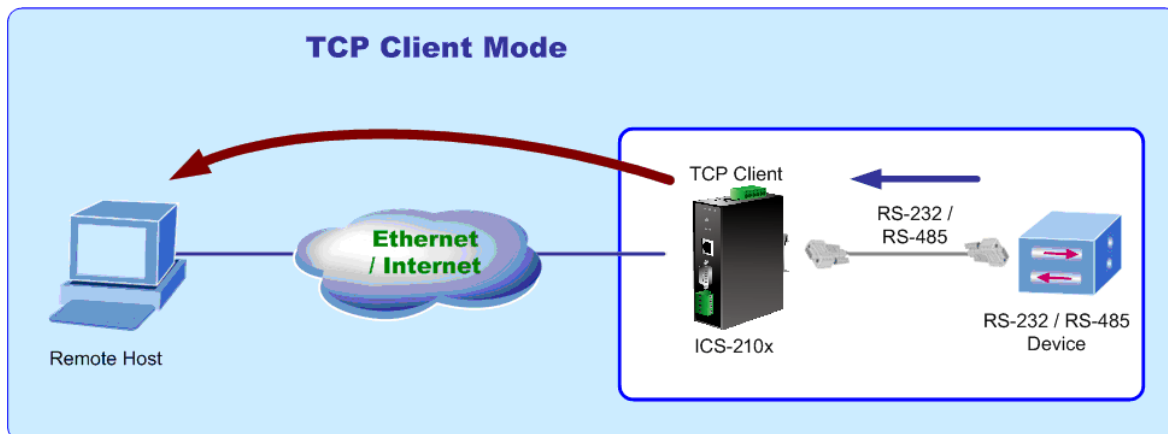 TCP Client Mode
TCP Client
RS-232 /
RS-485
Ethernet
/ Internet
Remote Host
ICS-210x
RS-232 / RS-485
Device